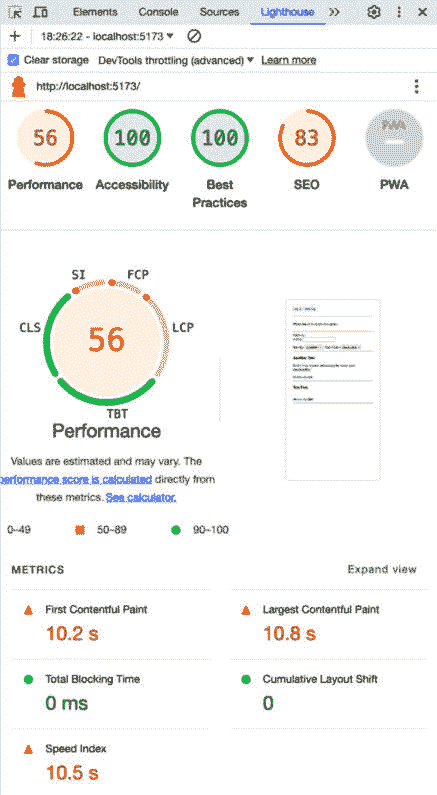 Elements Console Sources Lighthouse
18:26:22 - localhost:5173
Clear storage DevTools throttling (advanced) Learn more
http://localhost:5173/
56 100 100 83 PWA
Performance Accessibility Best Practices SEO PWA
SI FCP
CLS LCP
56
TBT
Performance
Values are estimated and may vary. The
performance score is calculated directly from
these metrics. See calculator.
0–49 50–89 90–100
METRICS Expand view
First Contentful Paint Largest Contentful Paint
10.2 s 10.8 s
Total Blocking Time Cumulative Layout Shift
0 ms 0
Speed Index
10.5 s